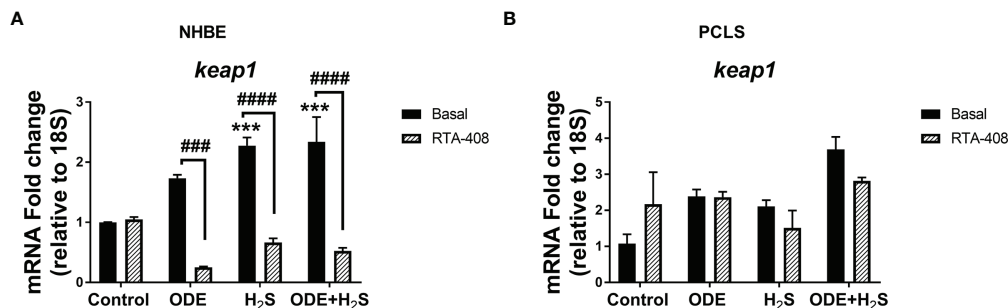 A
NHBE
keap1
mRNA Fold change
(relative to 18S)
3
2
1
0
###
***
####
***
####
Control
ODE
H₂S
ODE+H₂S
Basal
RTA-408
B
PCLS
keap1
mRNA Fold change
(relative to 18S)
5
4
3
2
1
0
Control
ODE
H₂S
ODE+H₂S
Basal
RTA-408